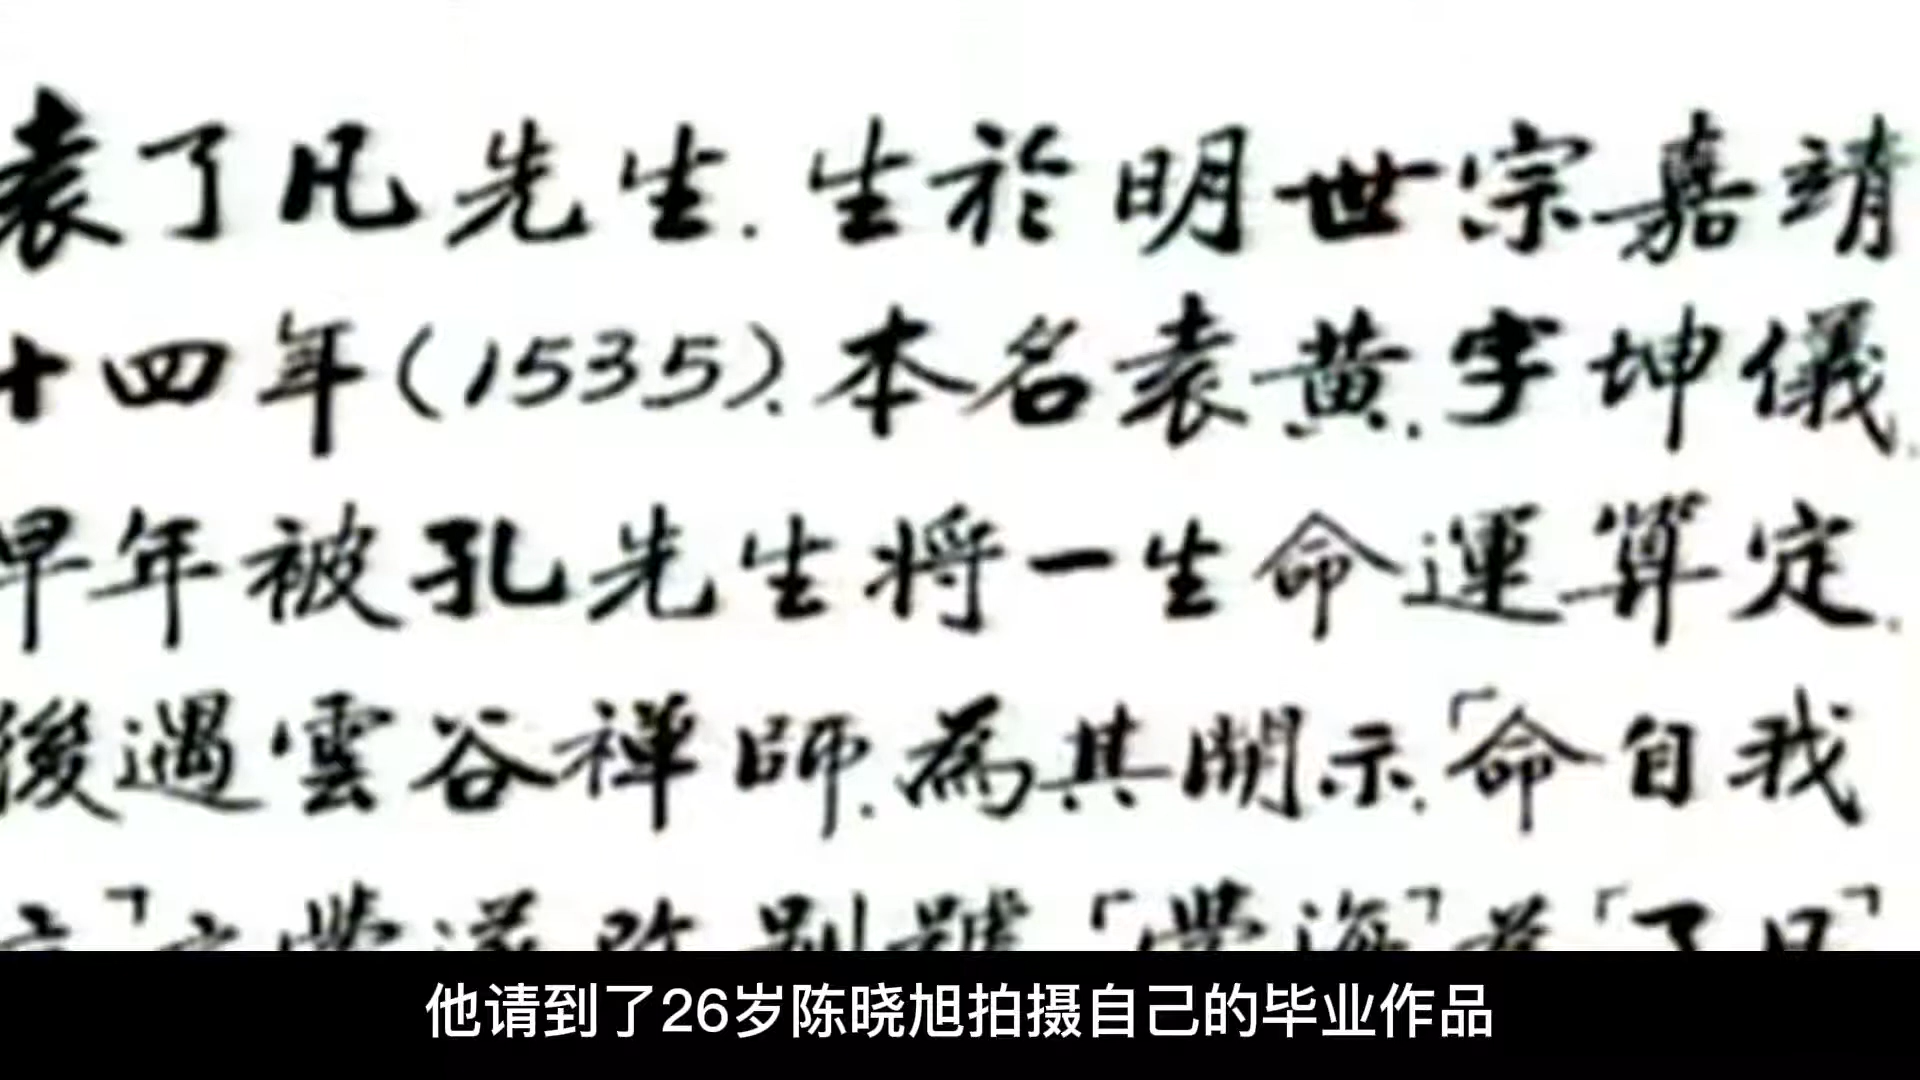 袁了凡先生.生於明世宗嘉靖
十四年(1535).本名袁黄.字坤儀.
早年被孔先生将一生命運算定.
後遇雲谷禅師.為其開示.「命自我
他请到了26岁陈晓旭拍摄自己的毕业作品